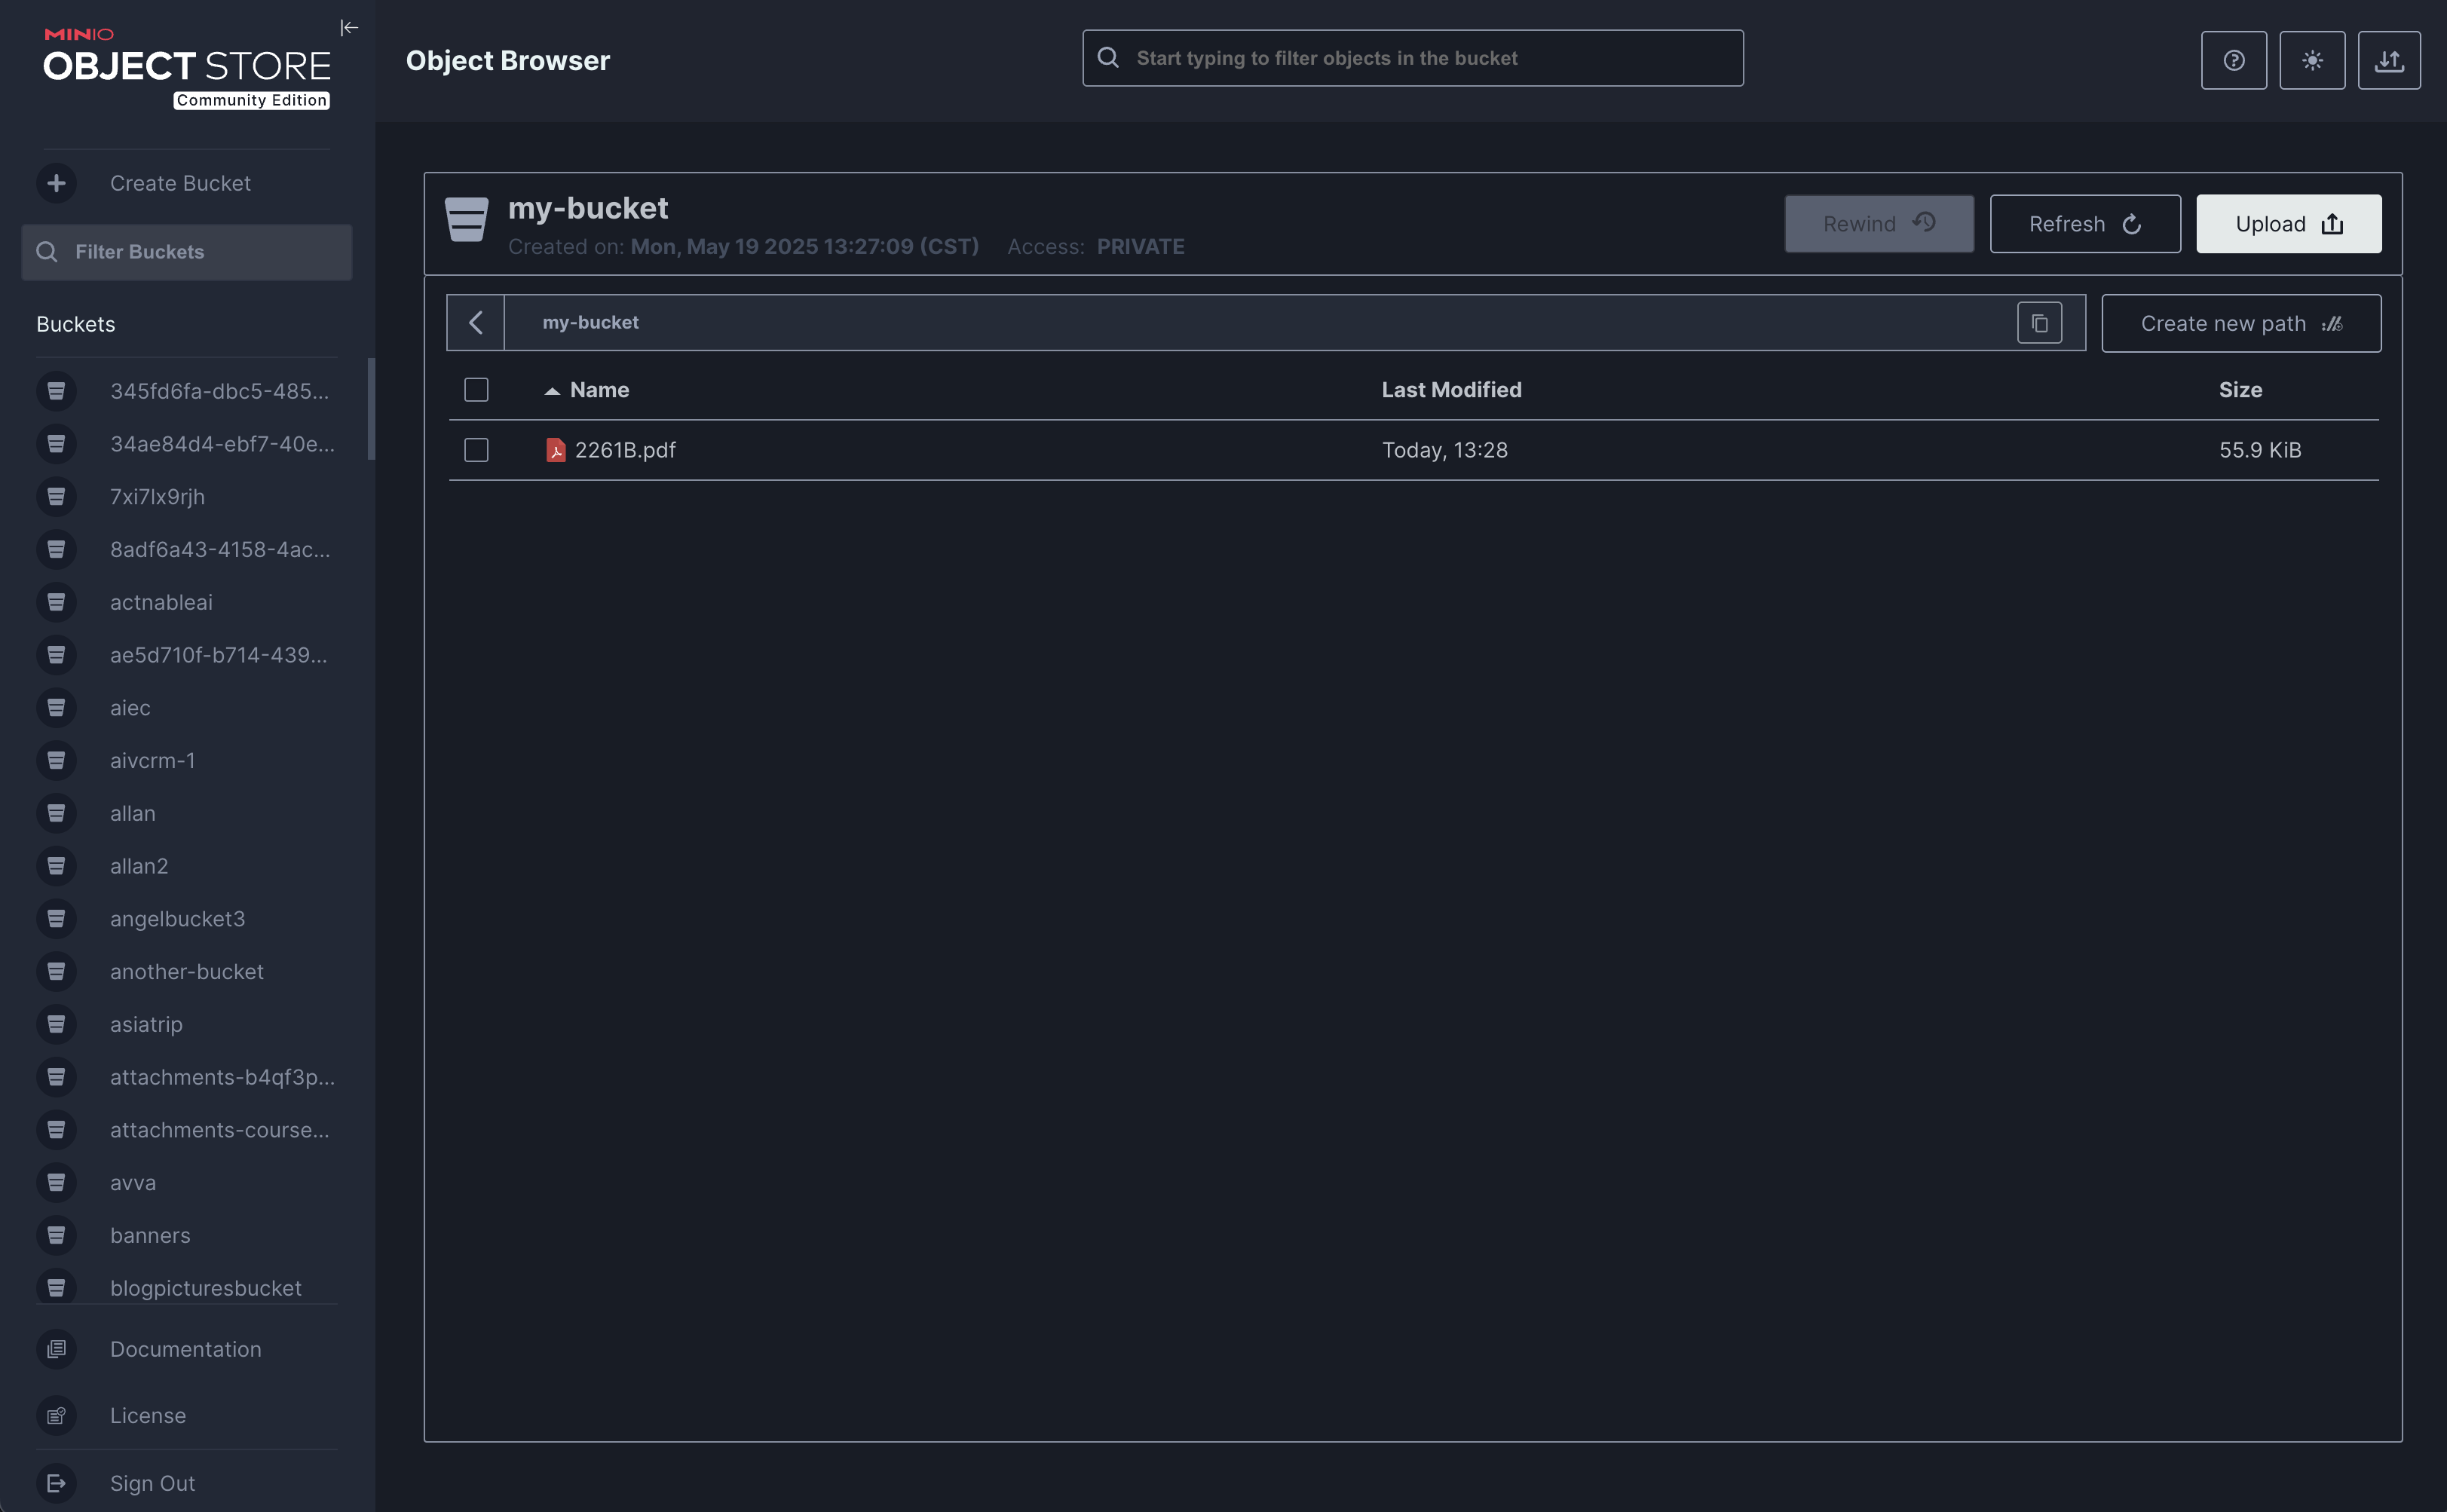 MINIO
OBJECT STORE
Community Edition
Create Bucket
Filter Buckets
Buckets
345fd6fa-dbc5-485...
34ae84d4-ebf7-40e...
7xi7lx9rjh
8adf6a43-4158-4ac...
actnableai
ae5d710f-b714-439...
aiec
aivcrm-1
allan
allan2
angelbucket3
another-bucket
asiatrip
attachments-b4qf3p...
attachments-course...
avva
banners
blogpicturesbucket
Documentation
License
Sign Out
Object Browser
Start typing to filter objects in the bucket
my-bucket
Created on: Mon, May 19 2025 13:27:09 (CST) Access: PRIVATE
Rewind
Refresh
Upload
my-bucket
Create new path
Name Last Modified Size
2261B.pdf Today, 13:28 55.9 KiB